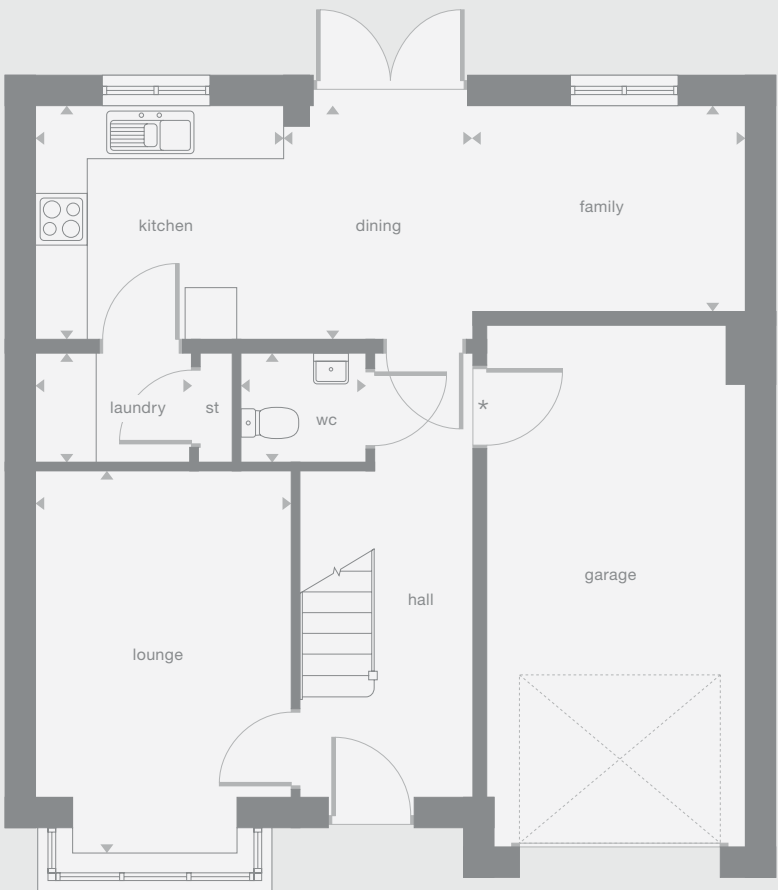 family
kitchen
dining
laundry
st
*
wc
garage
hall
lounge